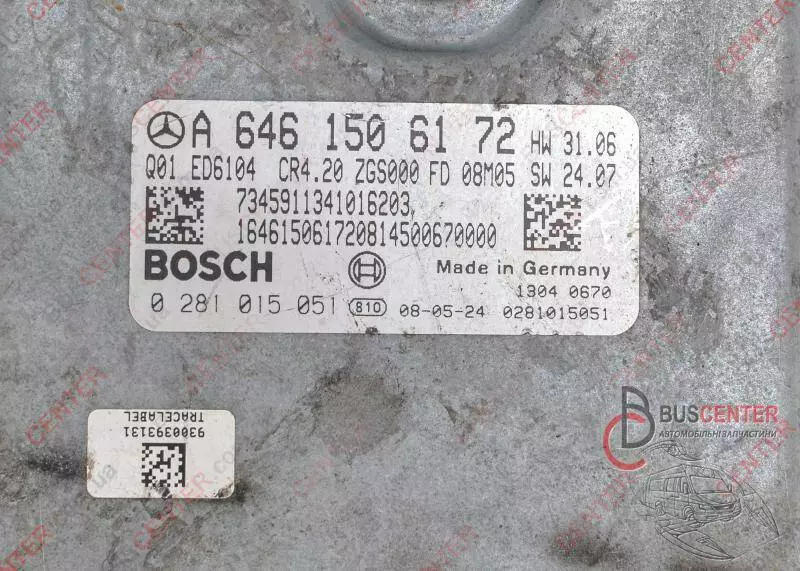 A 646 150 61 72 HW 31.06
Q01 ED6104 CR4.20 ZGS000 FD 08M05 SW 24.07
7345911341016203
164615061720814500670000
BOSCH
Made in Germany
1304 0670
0 281 015 051 810 08-05-24 0281015051
9300393131
TRACELABEL
BUSCENTER
АВТОМОБІЛЬНІ ЗАПЧАСТИНИ